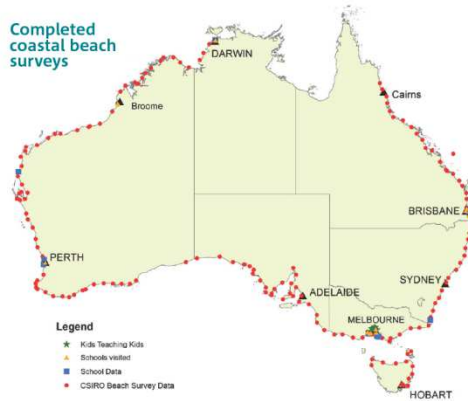 Completed
coastal beach
surveys
DARWIN
Broome
Cairns
BRISBANE
PERTH
SYDNEY
ADELAIDE
MELBOURNE
HOBART
Legend
Kids Teaching Kids
Schools visited
School Data
CSIRO Beach Survey Data